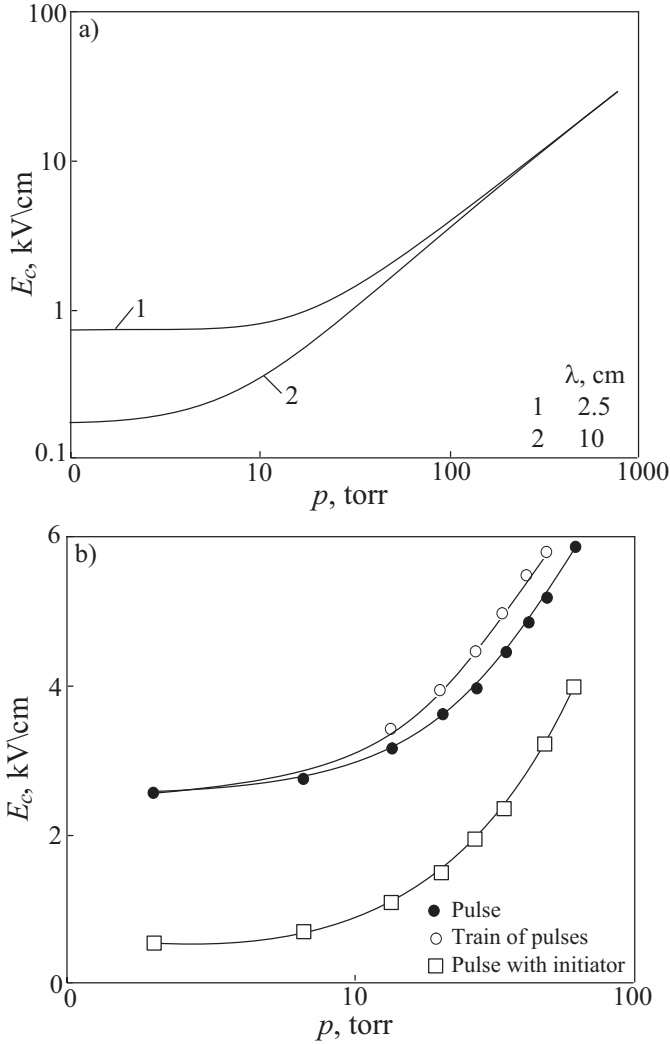 100
a)
10
E_c, kV\cm
1
1
2
λ, cm
1 2.5
2 10
0.1
0 10 100 1000
p, torr
6
b)
4
E_c, kV\cm
2
Pulse
Train of pulses
Pulse with initiator
0
0 10 100
p, torr